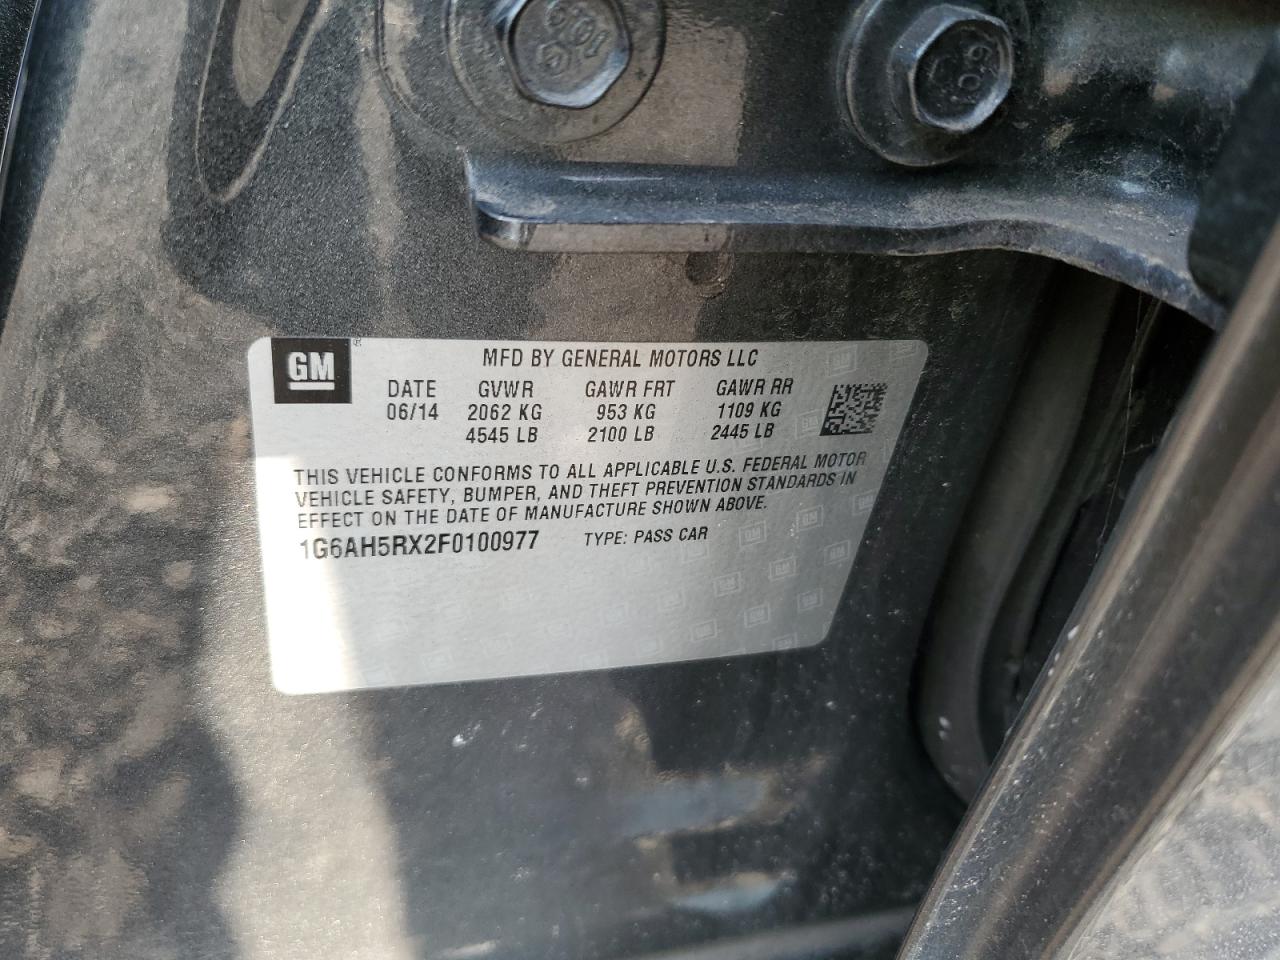 GM
MFD BY GENERAL MOTORS LLC
DATE GVWR GAWR FRT GAWR RR
06/14 2062 KG 953 KG 1109 KG
4545 LB 2100 LB 2445 LB
THIS VEHICLE CONFORMS TO ALL APPLICABLE U.S. FEDERAL MOTOR
VEHICLE SAFETY, BUMPER, AND THEFT PREVENTION STANDARDS IN
EFFECT ON THE DATE OF MANUFACTURE SHOWN ABOVE.
1G6AH5RX2F0100977 TYPE: PASS CAR